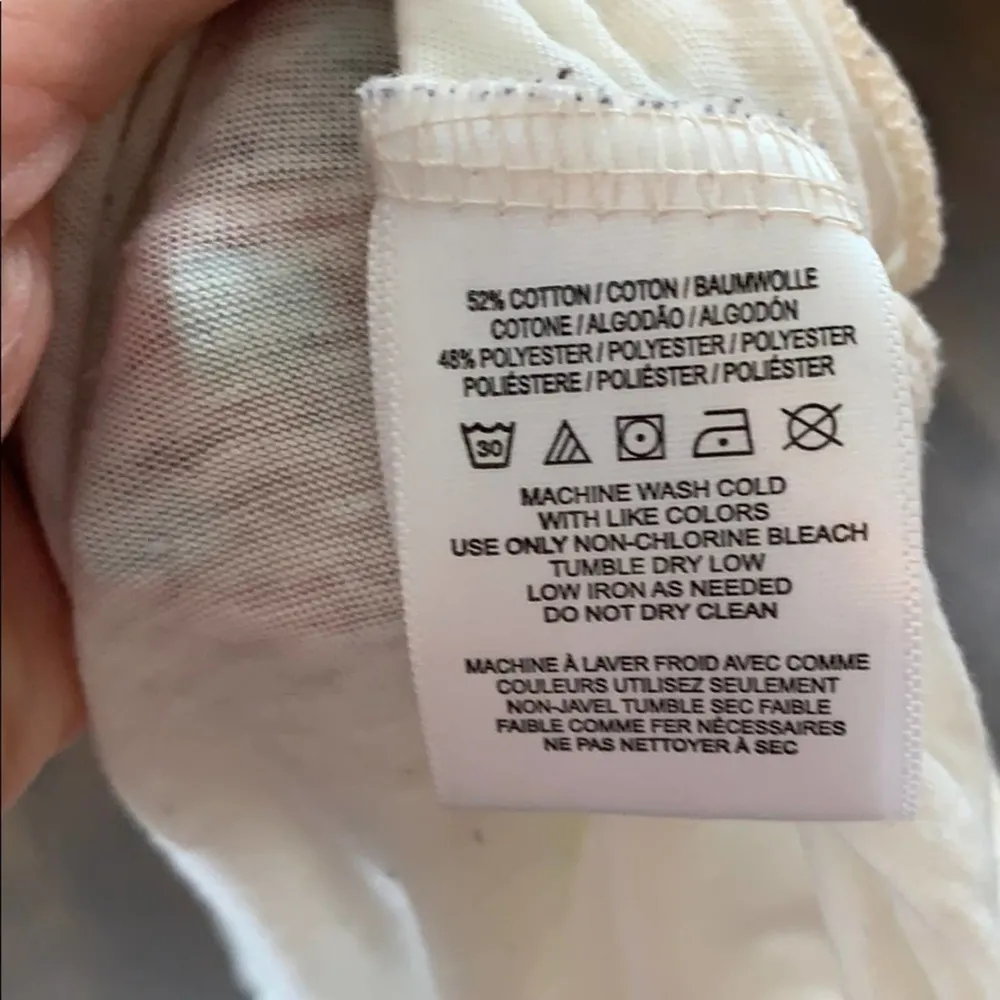 52% COTTON / COTON / BAUMWOLLE
COTONE / ALGODÃO / ALGODÓN
48% POLYESTER / POLYESTER / POLYESTER
POLIÉSTERE / POLIÉSTER / POLIÉSTER
30
MACHINE WASH COLD
WITH LIKE COLORS
USE ONLY NON-CHLORINE BLEACH
TUMBLE DRY LOW
LOW IRON AS NEEDED
DO NOT DRY CLEAN
MACHINE À LAVER FROID AVEC COMME
COULEURS UTILISEZ SEULEMENT
NON-JAVEL TUMBLE SEC FAIBLE
FAIBLE COMME FER NÉCESSAIRES
NE PAS NETTOYER À SEC